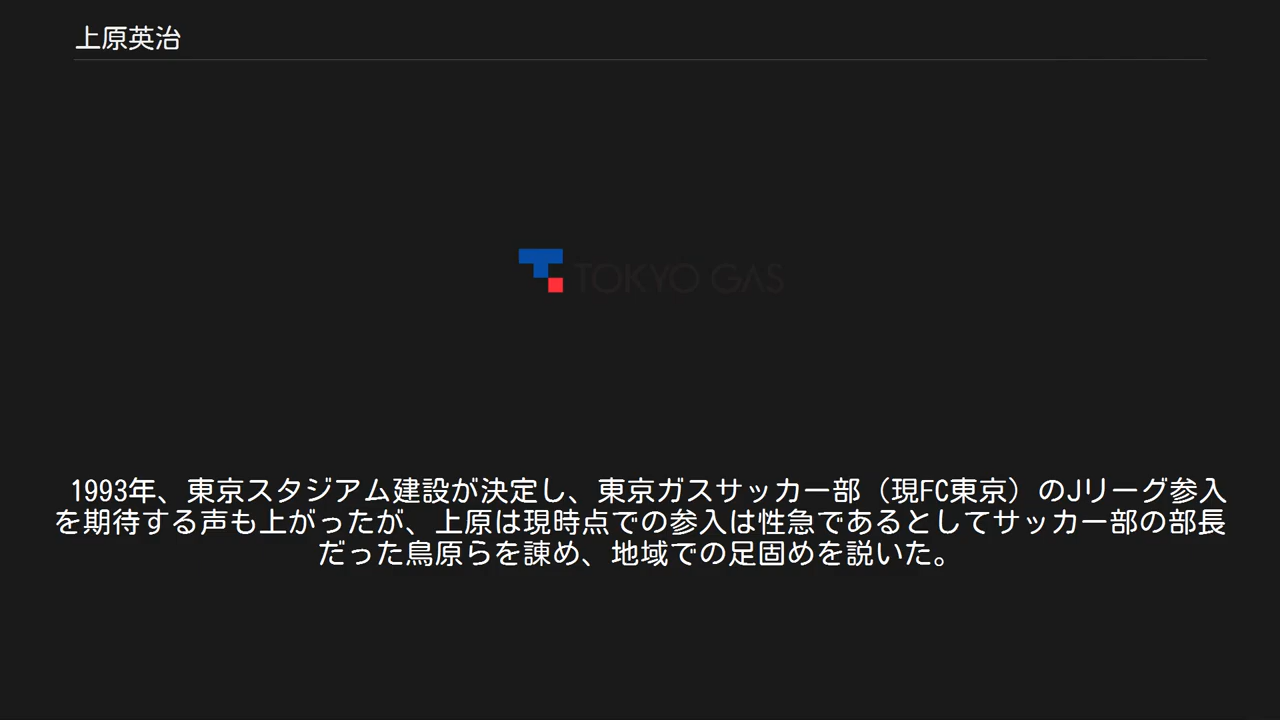 上原英治
TOKYO GAS
1993年、東京スタジアム建設が決定し、東京ガスサッカー部（現FC東京）のJリーグ参入
を期待する声も上がったが、上原は現時点での参入は性急であるとしてサッカー部の部長
だった鳥原らを諌め、地域での足固めを説いた。